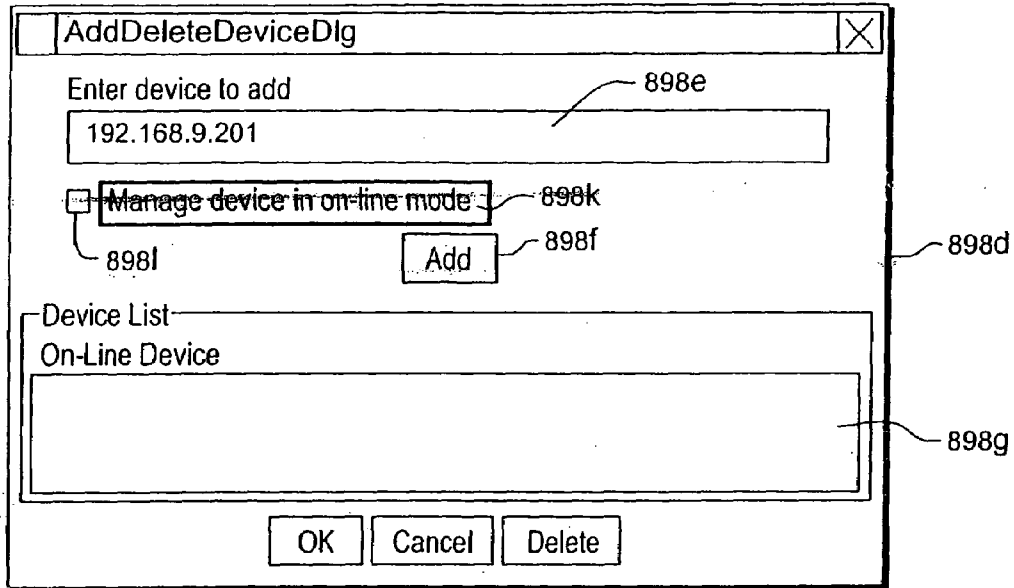 AddDeleteDeviceDlg
Enter device to add
898e
192.168.9.201
Manage device in on-line mode
898k
898l
Add
898f
898d
Device List
On-Line Device
898g
OK
Cancel
Delete